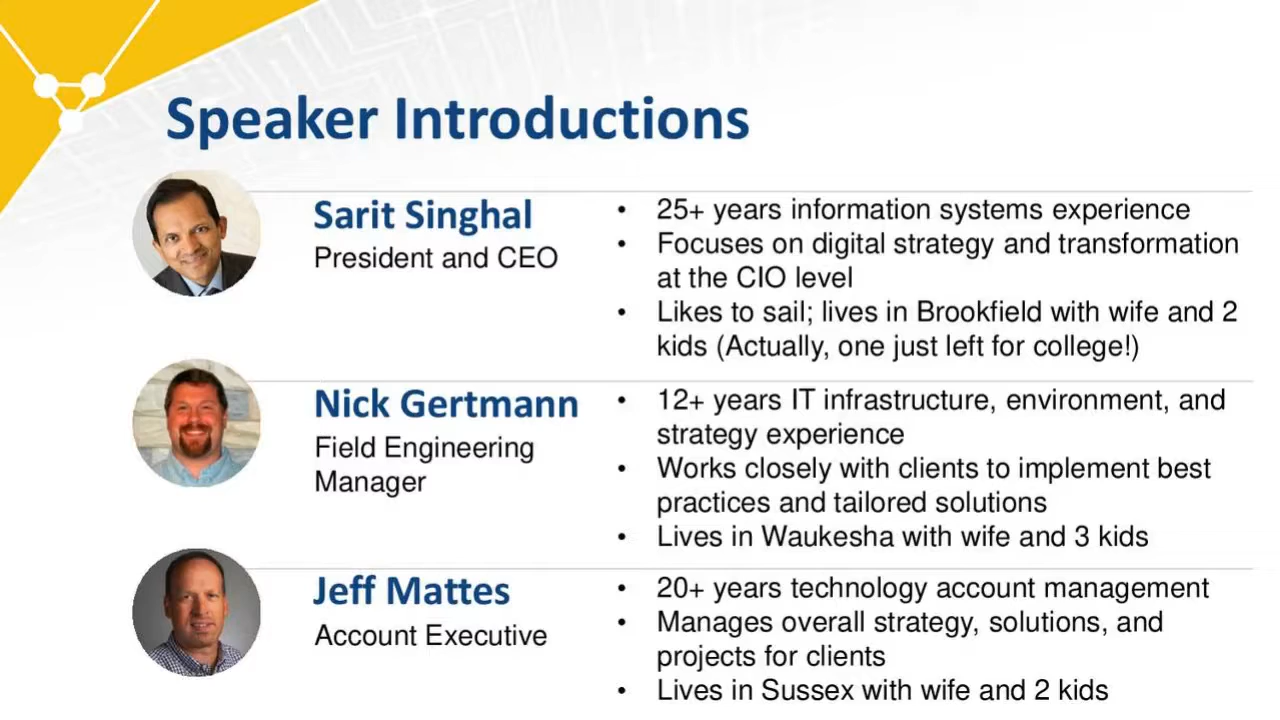 Speaker Introductions
Sarit Singhal
President and CEO
• 25+ years information systems experience
• Focuses on digital strategy and transformation
at the CIO level
• Likes to sail; lives in Brookfield with wife and 2
kids (Actually, one just left for college!)
Nick Gertmann
Field Engineering
Manager
• 12+ years IT infrastructure, environment, and
strategy experience
• Works closely with clients to implement best
practices and tailored solutions
• Lives in Waukesha with wife and 3 kids
Jeff Mattes
Account Executive
• 20+ years technology account management
• Manages overall strategy, solutions, and
projects for clients
• Lives in Sussex with wife and 2 kids